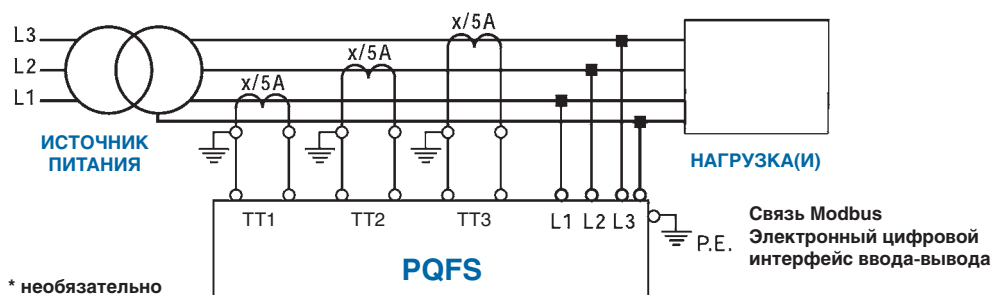 x/5A
L3
x/5A
L2
x/5A
L1
ИСТОЧНИК
ПИТАНИЯ
НАГРУЗКА(И)
TT1 TT2 TT3 L1 L2 L3
P.E.
Связь Modbus
Электронный цифровой
интерфейс ввода-вывода
PQFS
* необязательно